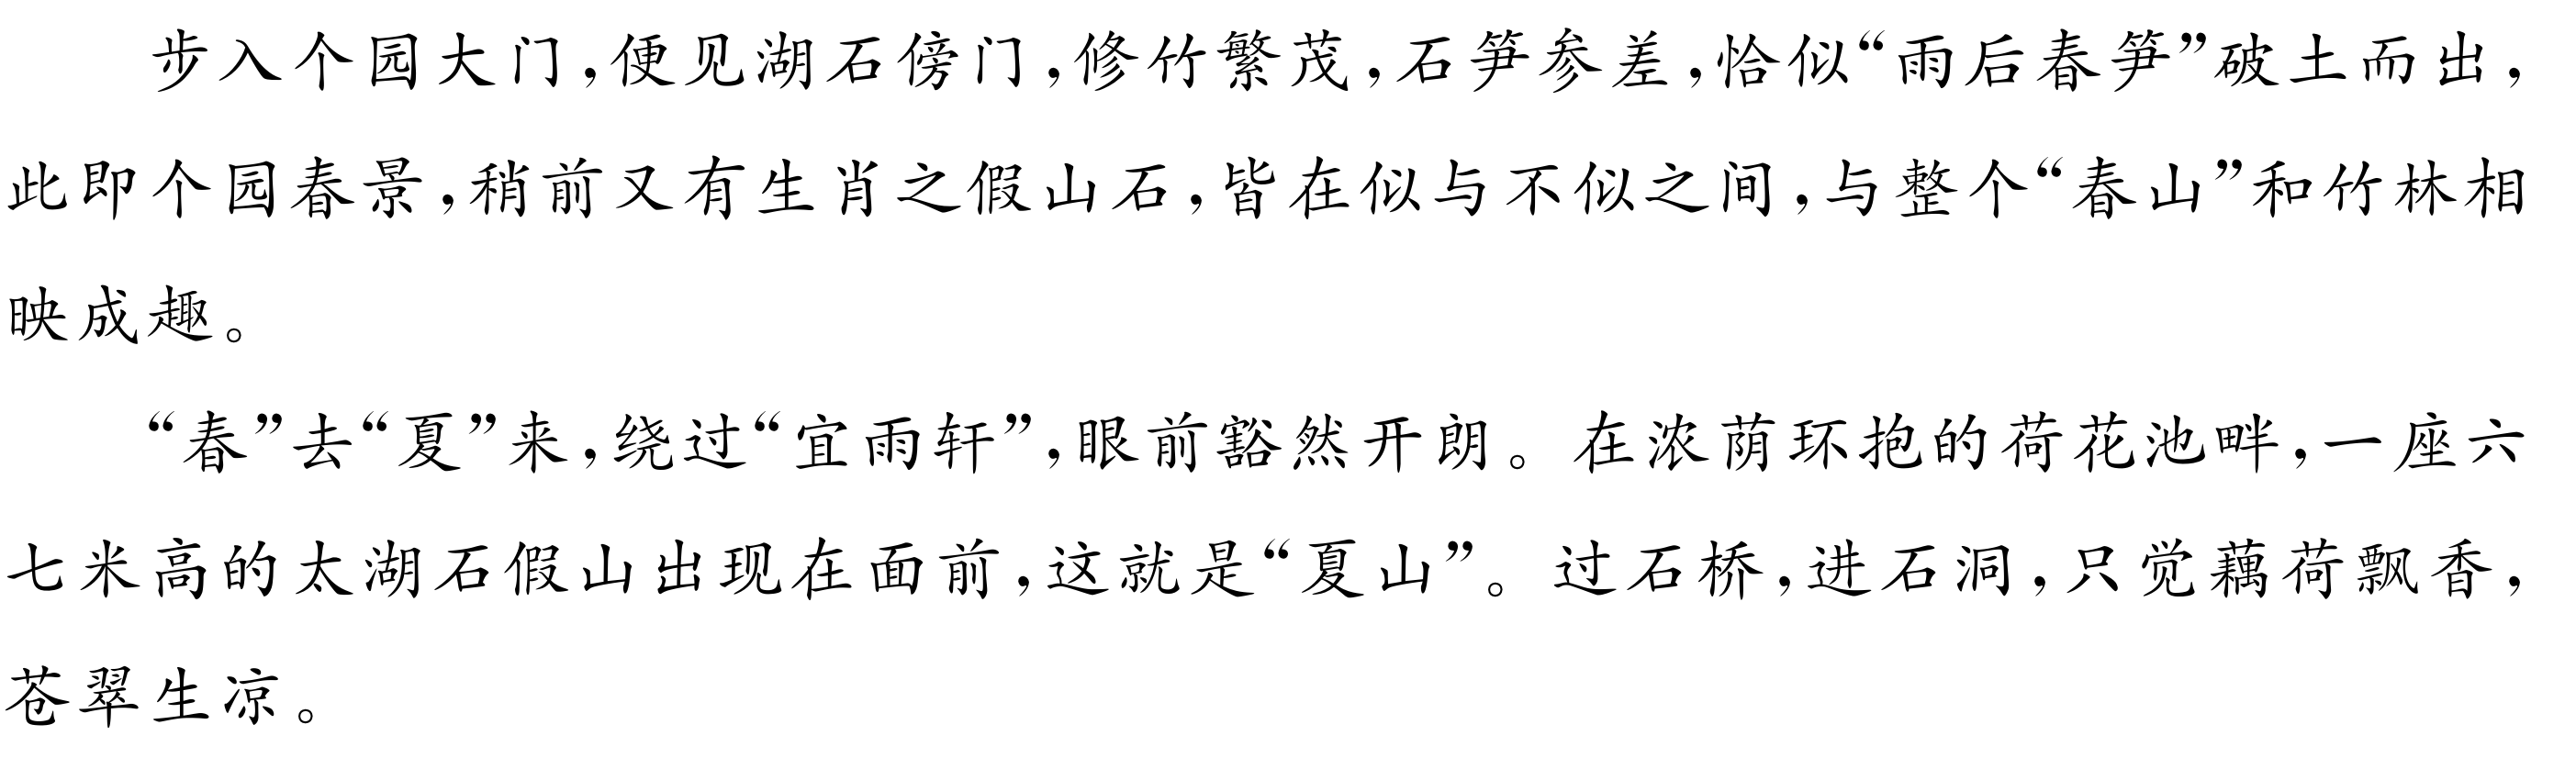 步入个园大门，便见湖石傍门，修竹繁茂，石笋参差，恰似“雨后春笋”破土而出，
此即个园春景，稍前又有生肖之假山石，皆在似与不似之间，与整个“春山”和竹林相
映成趣。
“春”去“夏”来，绕过“宜雨轩”，眼前豁然开朗。在浓荫环抱的荷花池畔，一座六
七米高的太湖石假山出现在面前，这就是“夏山”。过石桥，进石洞，只觉藕荷飘香，
苍翠生凉。